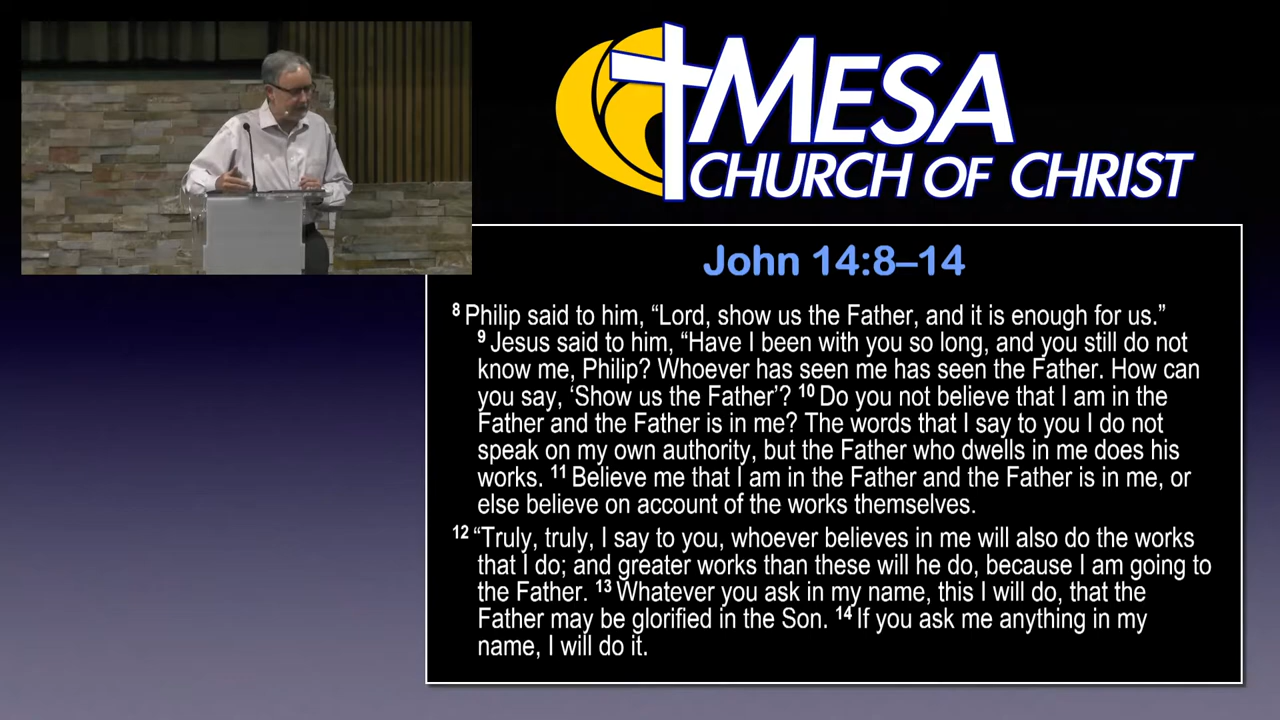 MESA
CHURCH OF CHRIST
John 14:8–14
8 Philip said to him, “Lord, show us the Father, and it is enough for us.”
9 Jesus said to him, “Have I been with you so long, and you still do not
know me, Philip? Whoever has seen me has seen the Father. How can
you say, ‘Show us the Father’? 10 Do you not believe that I am in the
Father and the Father is in me? The words that I say to you I do not
speak on my own authority, but the Father who dwells in me does his
works. 11 Believe me that I am in the Father and the Father is in me, or
else believe on account of the works themselves.
12 “Truly, truly, I say to you, whoever believes in me will also do the works
that I do; and greater works than these will he do, because I am going to
the Father. 13 Whatever you ask in my name, this I will do, that the
Father may be glorified in the Son. 14 If you ask me anything in my
name, I will do it.